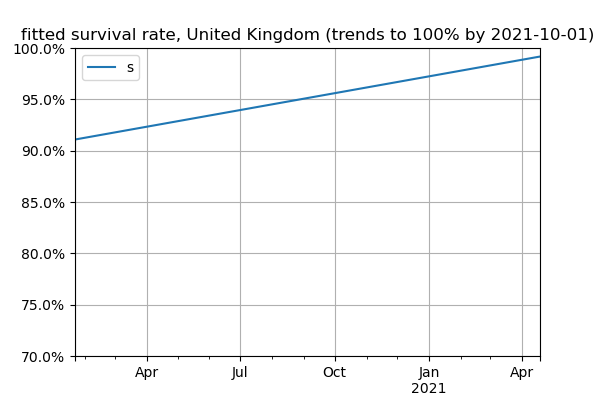 fitted survival rate, United Kingdom (trends to 100% by 2021-10-01)
100.0%
s
95.0%
90.0%
85.0%
80.0%
75.0%
70.0%
Apr Jul Oct Jan Apr
2021